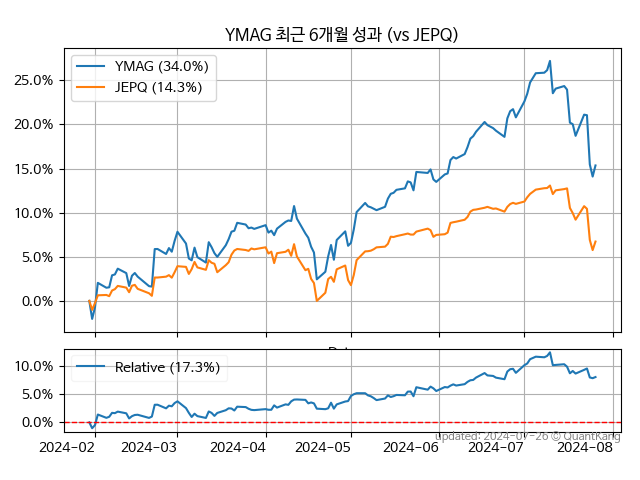 YMAG 최근 6개월 성과 (vs JEPQ)
YMAG (34.0%)
JEPQ (14.3%)
25.0%
20.0%
15.0%
10.0%
5.0%
0.0%
Relative (17.3%)
10.0%
5.0%
0.0%
2024-02 2024-03 2024-04 2024-05 2024-06 2024-07 2024-08
updated: 2024-07-26 © QuantKang